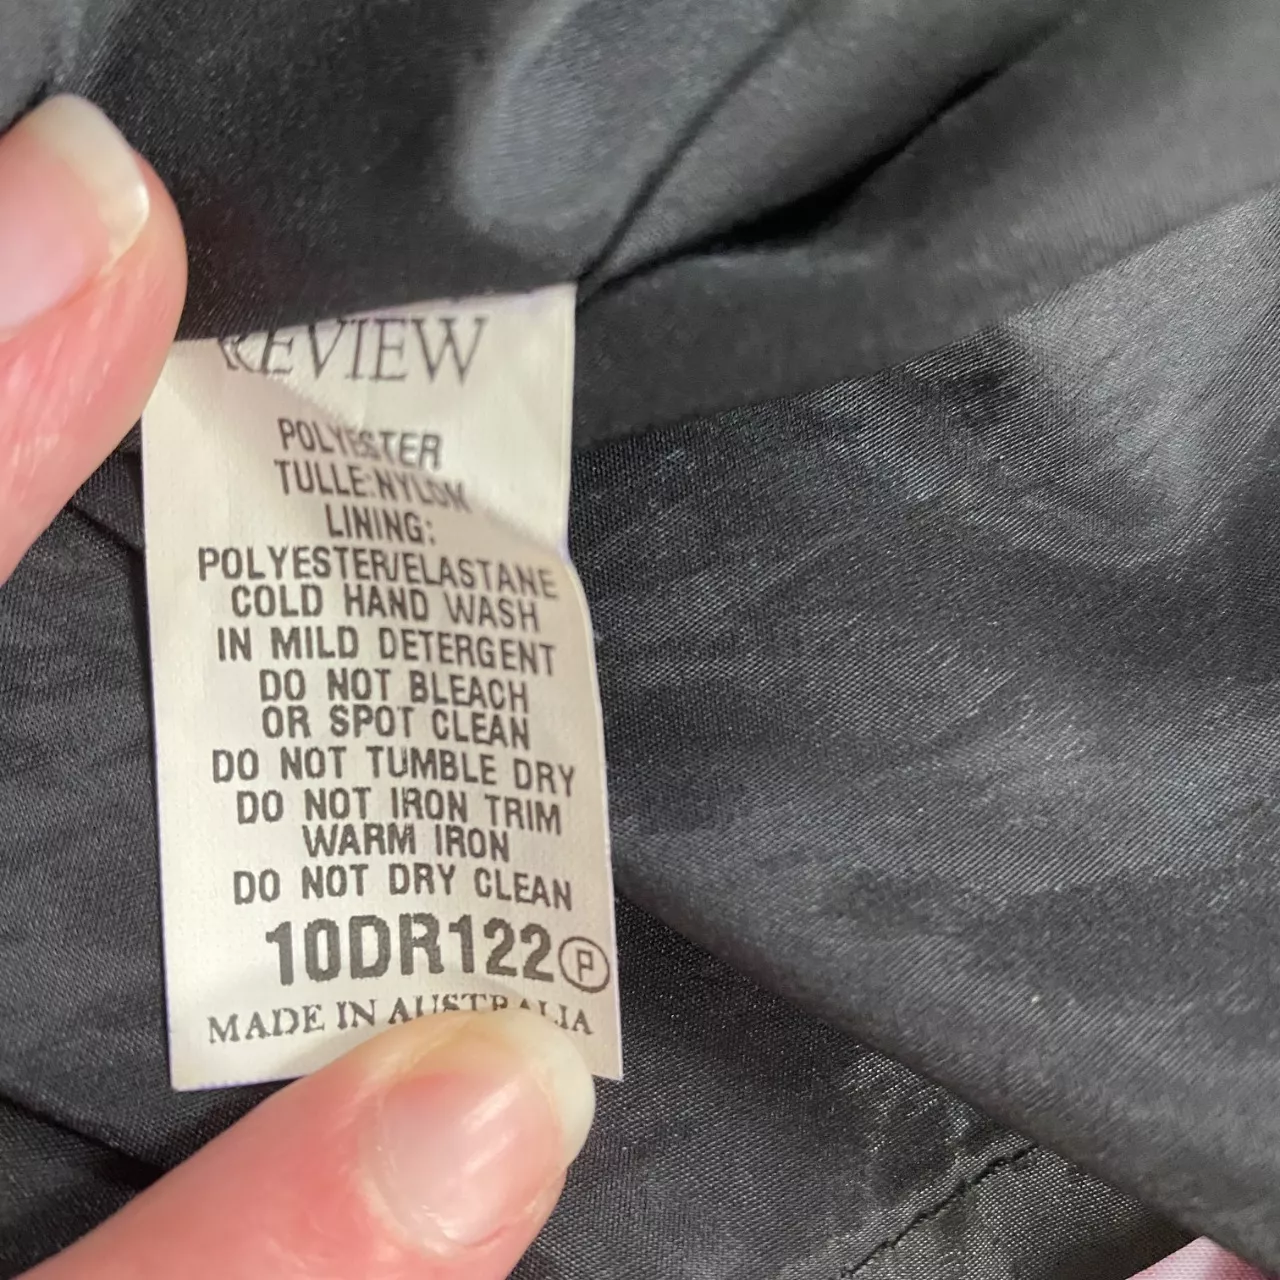 REVIEW
POLYESTER
TULLE:NYLON
LINING:
POLYESTER/ELASTANE
COLD HAND WASH
IN MILD DETERGENT
DO NOT BLEACH
OR SPOT CLEAN
DO NOT TUMBLE DRY
DO NOT IRON TRIM
WARM IRON
DO NOT DRY CLEAN
10DR122 Ⓟ
MADE IN AUSTRALIA